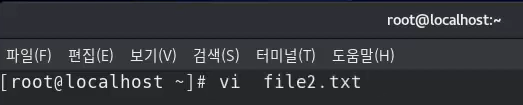 root@localhost:~
파일(F) 편집(E) 보기(V) 검색(S) 터미널(T) 도움말(H)
[root@localhost ~]# vi  file2.txt